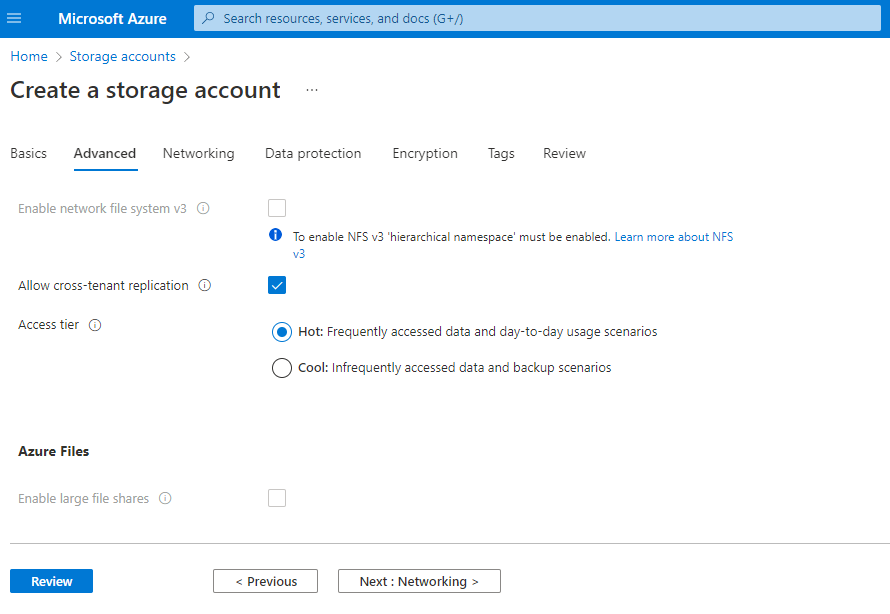 Microsoft Azure
Search resources, services, and docs (G+/)
Home > Storage accounts >
Create a storage account ...
Basics Advanced Networking Data protection Encryption Tags Review
Enable network file system v3
To enable NFS v3 'hierarchical namespace' must be enabled. Learn more about NFS
v3
Allow cross-tenant replication
Access tier
Hot: Frequently accessed data and day-to-day usage scenarios
Cool: Infrequently accessed data and backup scenarios
Azure Files
Enable large file shares
Review
< Previous
Next : Networking >